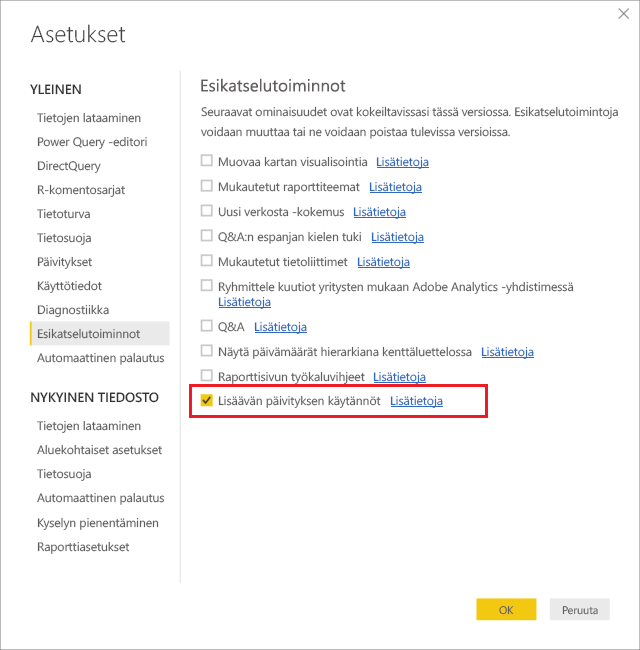 Asetukset
YLEINEN
Tietojen lataaminen
Power Query -editori
DirectQuery
R-komentosarjat
Tietoturva
Tietosuoja
Päivitykset
Käyttötiedot
Diagnostiikka
Esikatselutoiminnot
Automaattinen palautus
NYKYINEN TIEDOSTO
Tietojen lataaminen
Aluekohtaiset asetukset
Tietosuoja
Automaattinen palautus
Kyselyn pienentäminen
Raporttiasetukset
Esikatselutoiminnot
Seuraavat ominaisuudet ovat kokeiltavissasi tässä versiossa. Esikatselutoimintoja
voidaan muuttaa tai ne voidaan poistaa tulevissa versioissa.
Muovaa kartan visualisointia Lisätietoja
Mukautetut raporttiteemat Lisätietoja
Uusi verkosta -kokemus Lisätietoja
Q&A:n espanjan kielen tuki Lisätietoja
Mukautetut tietoliittimet Lisätietoja
Ryhmittele kuutiot yritysten mukaan Adobe Analytics -yhdistimessä
Lisätietoja
Q&A Lisätietoja
Näytä päivämäärät hierarkiana kenttäluettelossa Lisätietoja
Raporttisivun työkaluvihjeet Lisätietoja
Lisäävän päivityksen käytännöt Lisätietoja
OK Peruuta